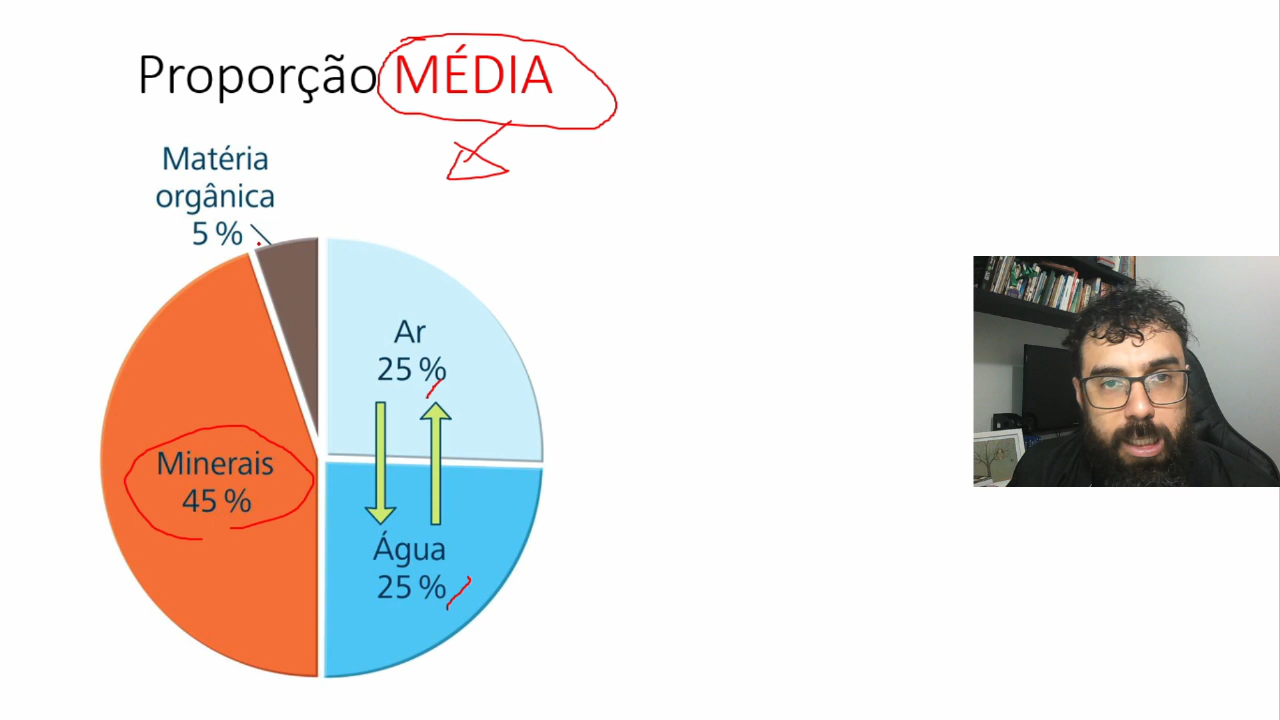 Proporção MÉDIA
Matéria
orgânica
5 %
Ar
25 %
Minerais
45 %
Água
25 %